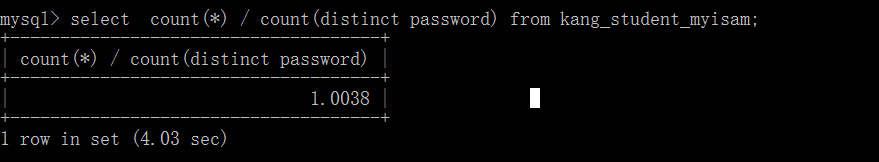 mysql> select  count(*) / count(distinct password) from kang_student_myisam;
+-------------------------------------+
| count(*) / count(distinct password) |
+-------------------------------------+
|                              1.0038 |
+-------------------------------------+
1 row in set (4.03 sec)